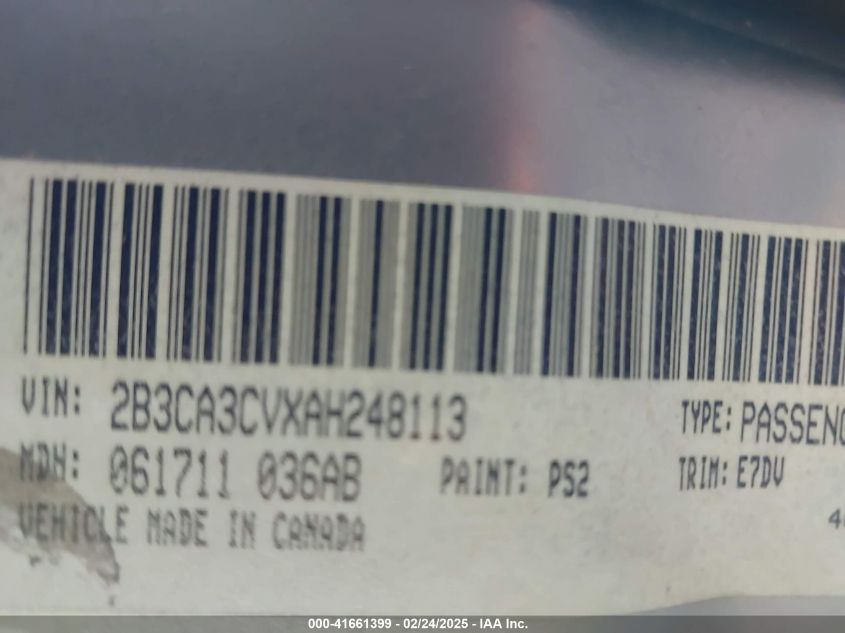 VIN: 2B3CA3CVXAH248113 TYPE: PASSENG
MDH: 061711 036AB PAINT: PS2 TRIM: E7DV
VEHICLE MADE IN CANADA
000-41661399 - 02/24/2025 - IAA Inc.